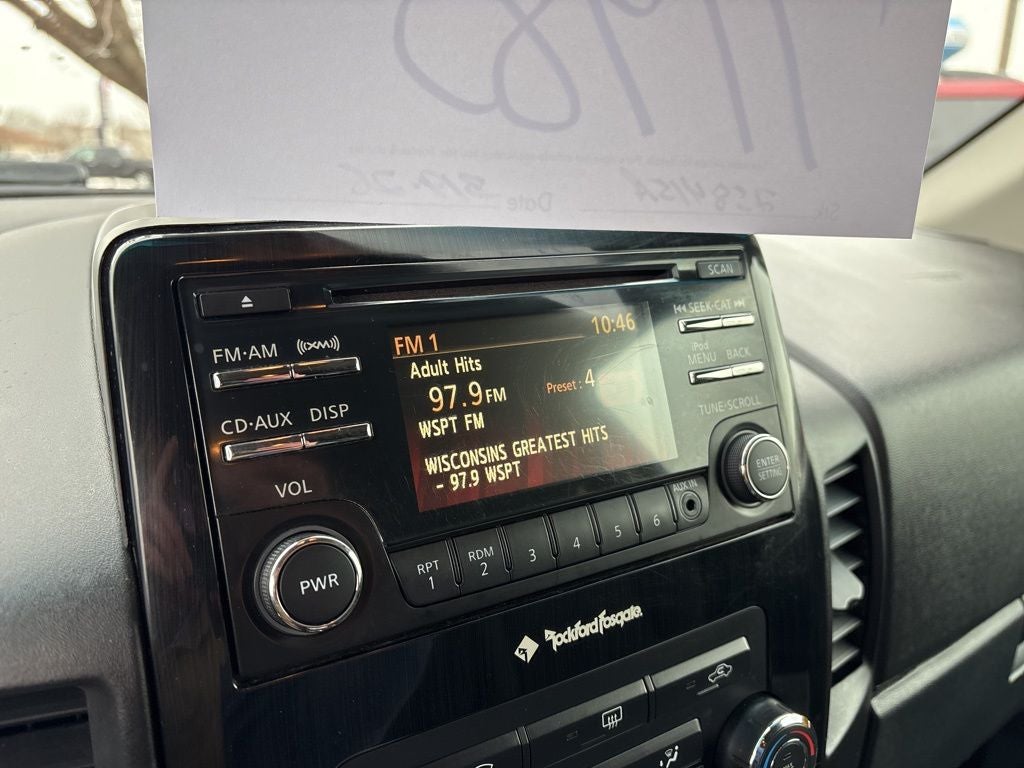 SCAN
FM·AM ((XM))
FM 1 10:46
SEEK·CAT
Adult Hits
iPod
MENU BACK
97.9 FM Preset : 4
CD·AUX DISP
WSPT FM
TUNE·SCROLL
WISCONSINS GREATEST HITS
- 97.9 WSPT
ENTER
SETTING
VOL
AUX IN
RPT
1
RDM
2
3
4
5
6
PWR
Rockford Fosgate
Date